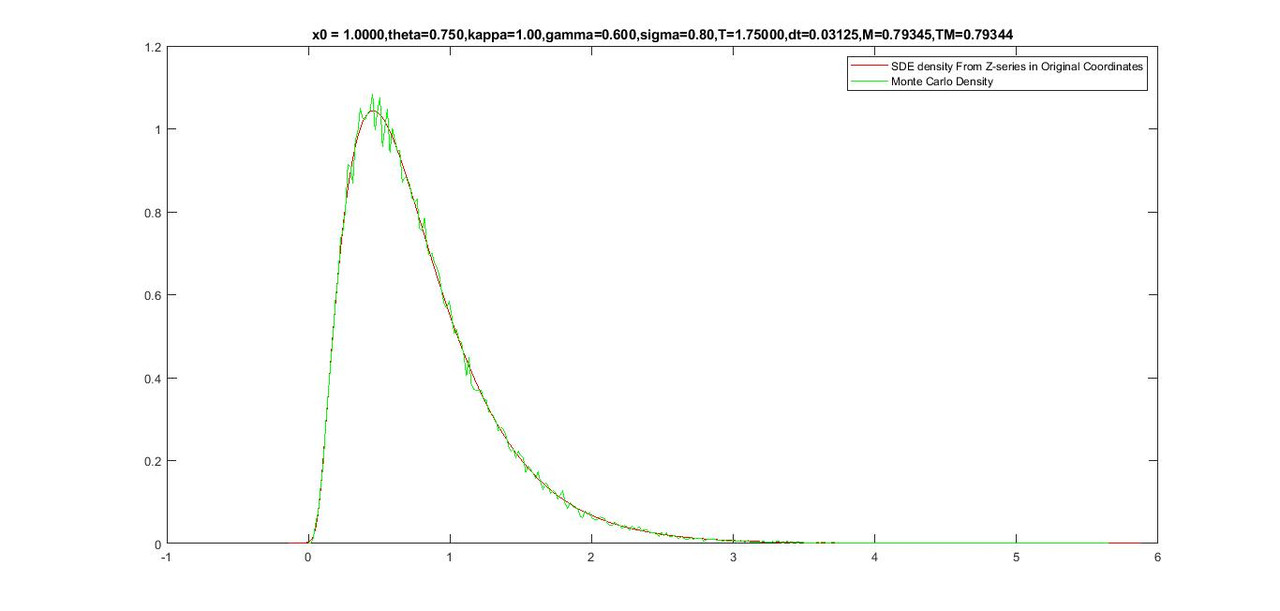 x0 = 1.0000,theta=0.750,kappa=1.00,gamma=0.600,sigma=0.80,T=1.75000,dt=0.03125,M=0.79345,TM=0.79344
SDE density From Z-series in Original Coordinates
Monte Carlo Density
1.2
1
0.8
0.6
0.4
0.2
0
-1 0 1 2 3 4 5 6